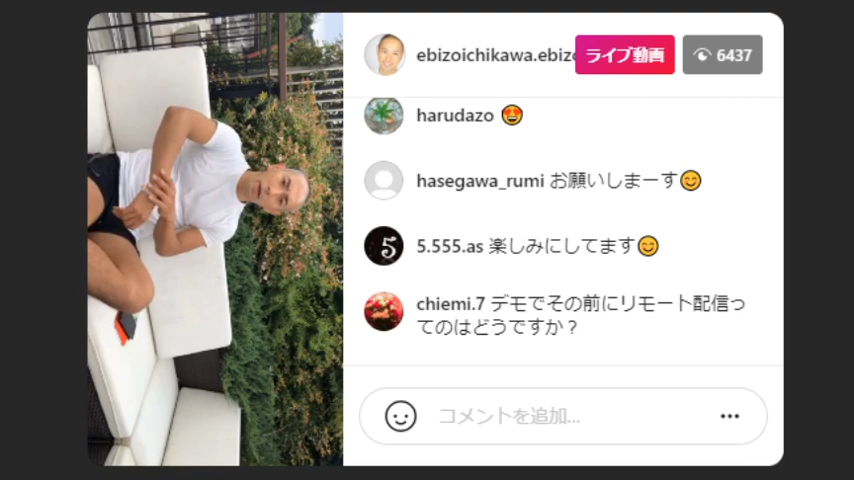 ebizoichikawa.ebizo
ライブ動画
6437
harudazo 😍
hasegawa_rumi お願いしまーす😊
5
5.555.as 楽しみにしてます😊
chiemi.7 デモでその前にリモート配信っ
てのはどうですか？
コメントを追加...